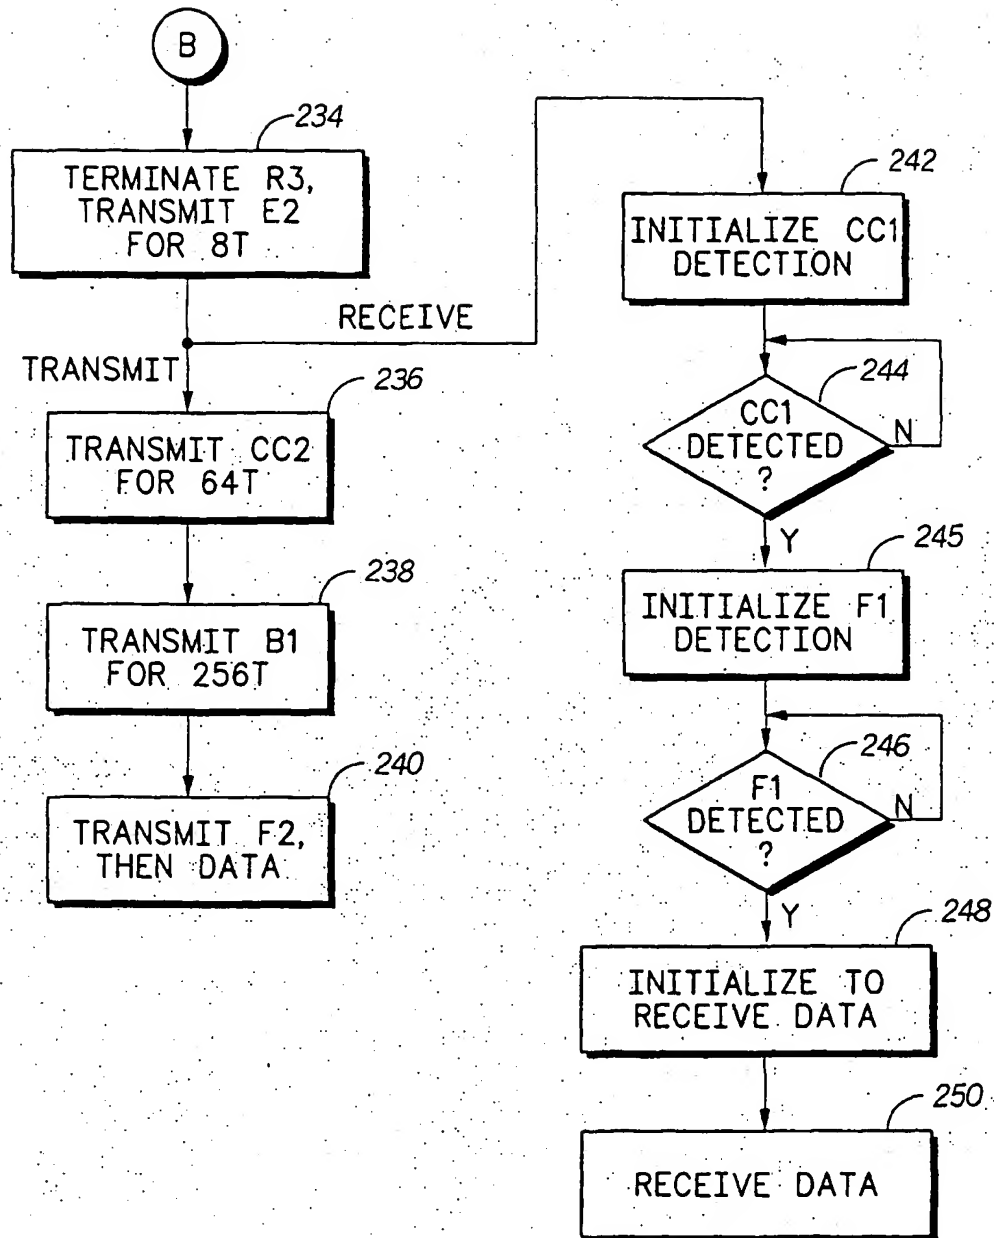 B
234
TERMINATE R3,
TRANSMIT E2
FOR 8T
RECEIVE
TRANSMIT
236
TRANSMIT CC2
FOR 64T
238
TRANSMIT B1
FOR 256T
240
TRANSMIT F2,
THEN DATA
242
INITIALIZE CC1
DETECTION
244
CC1
DETECTED
?
N
Y
245
INITIALIZE F1
DETECTION
246
F1
DETECTED
?
N
Y
248
INITIALIZE TO
RECEIVE DATA
250
RECEIVE DATA